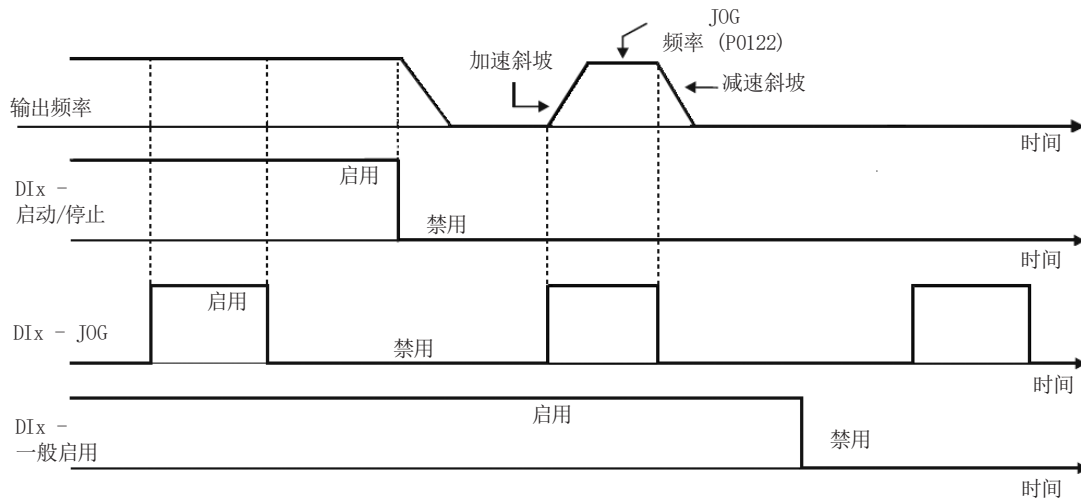 JOG
频率 (P0122)
加速斜坡
减速斜坡
输出频率
时间
启用
DIx -
启动/停止
禁用
时间
启用
DIx - JOG
禁用
时间
启用
DIx -
一般启用
禁用
时间